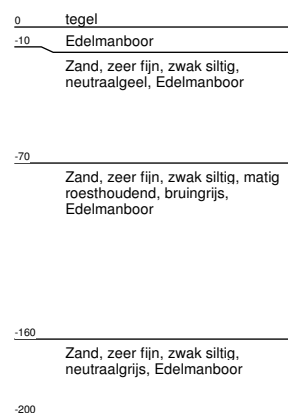 0 tegel
-10 Edelmanboor
Zand, zeer fijn, zwak siltig,
neutraalgeel, Edelmanboor
-70
Zand, zeer fijn, zwak siltig, matig
roesthoudend, bruingrijs,
Edelmanboor
-160
Zand, zeer fijn, zwak siltig,
neutraalgrijs, Edelmanboor
-200